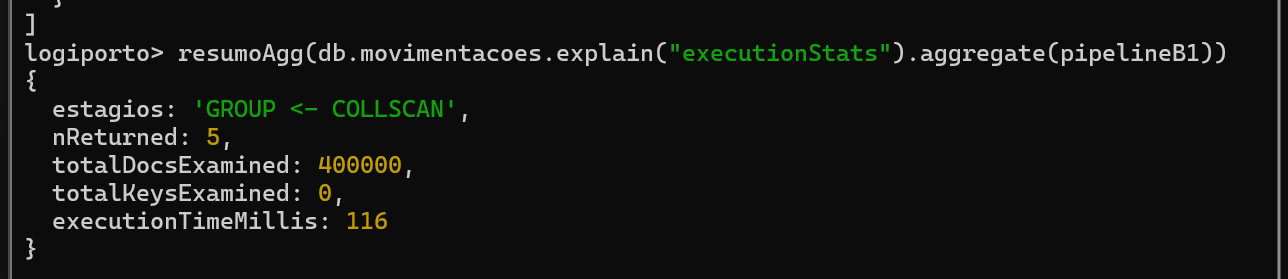 }
]
logiporto> resumoAgg(db.movimentacoes.explain("executionStats").aggregate(pipelineB1))
{
  estagios: 'GROUP <- COLLSCAN',
  nReturned: 5,
  totalDocsExamined: 400000,
  totalKeysExamined: 0,
  executionTimeMillis: 116
}